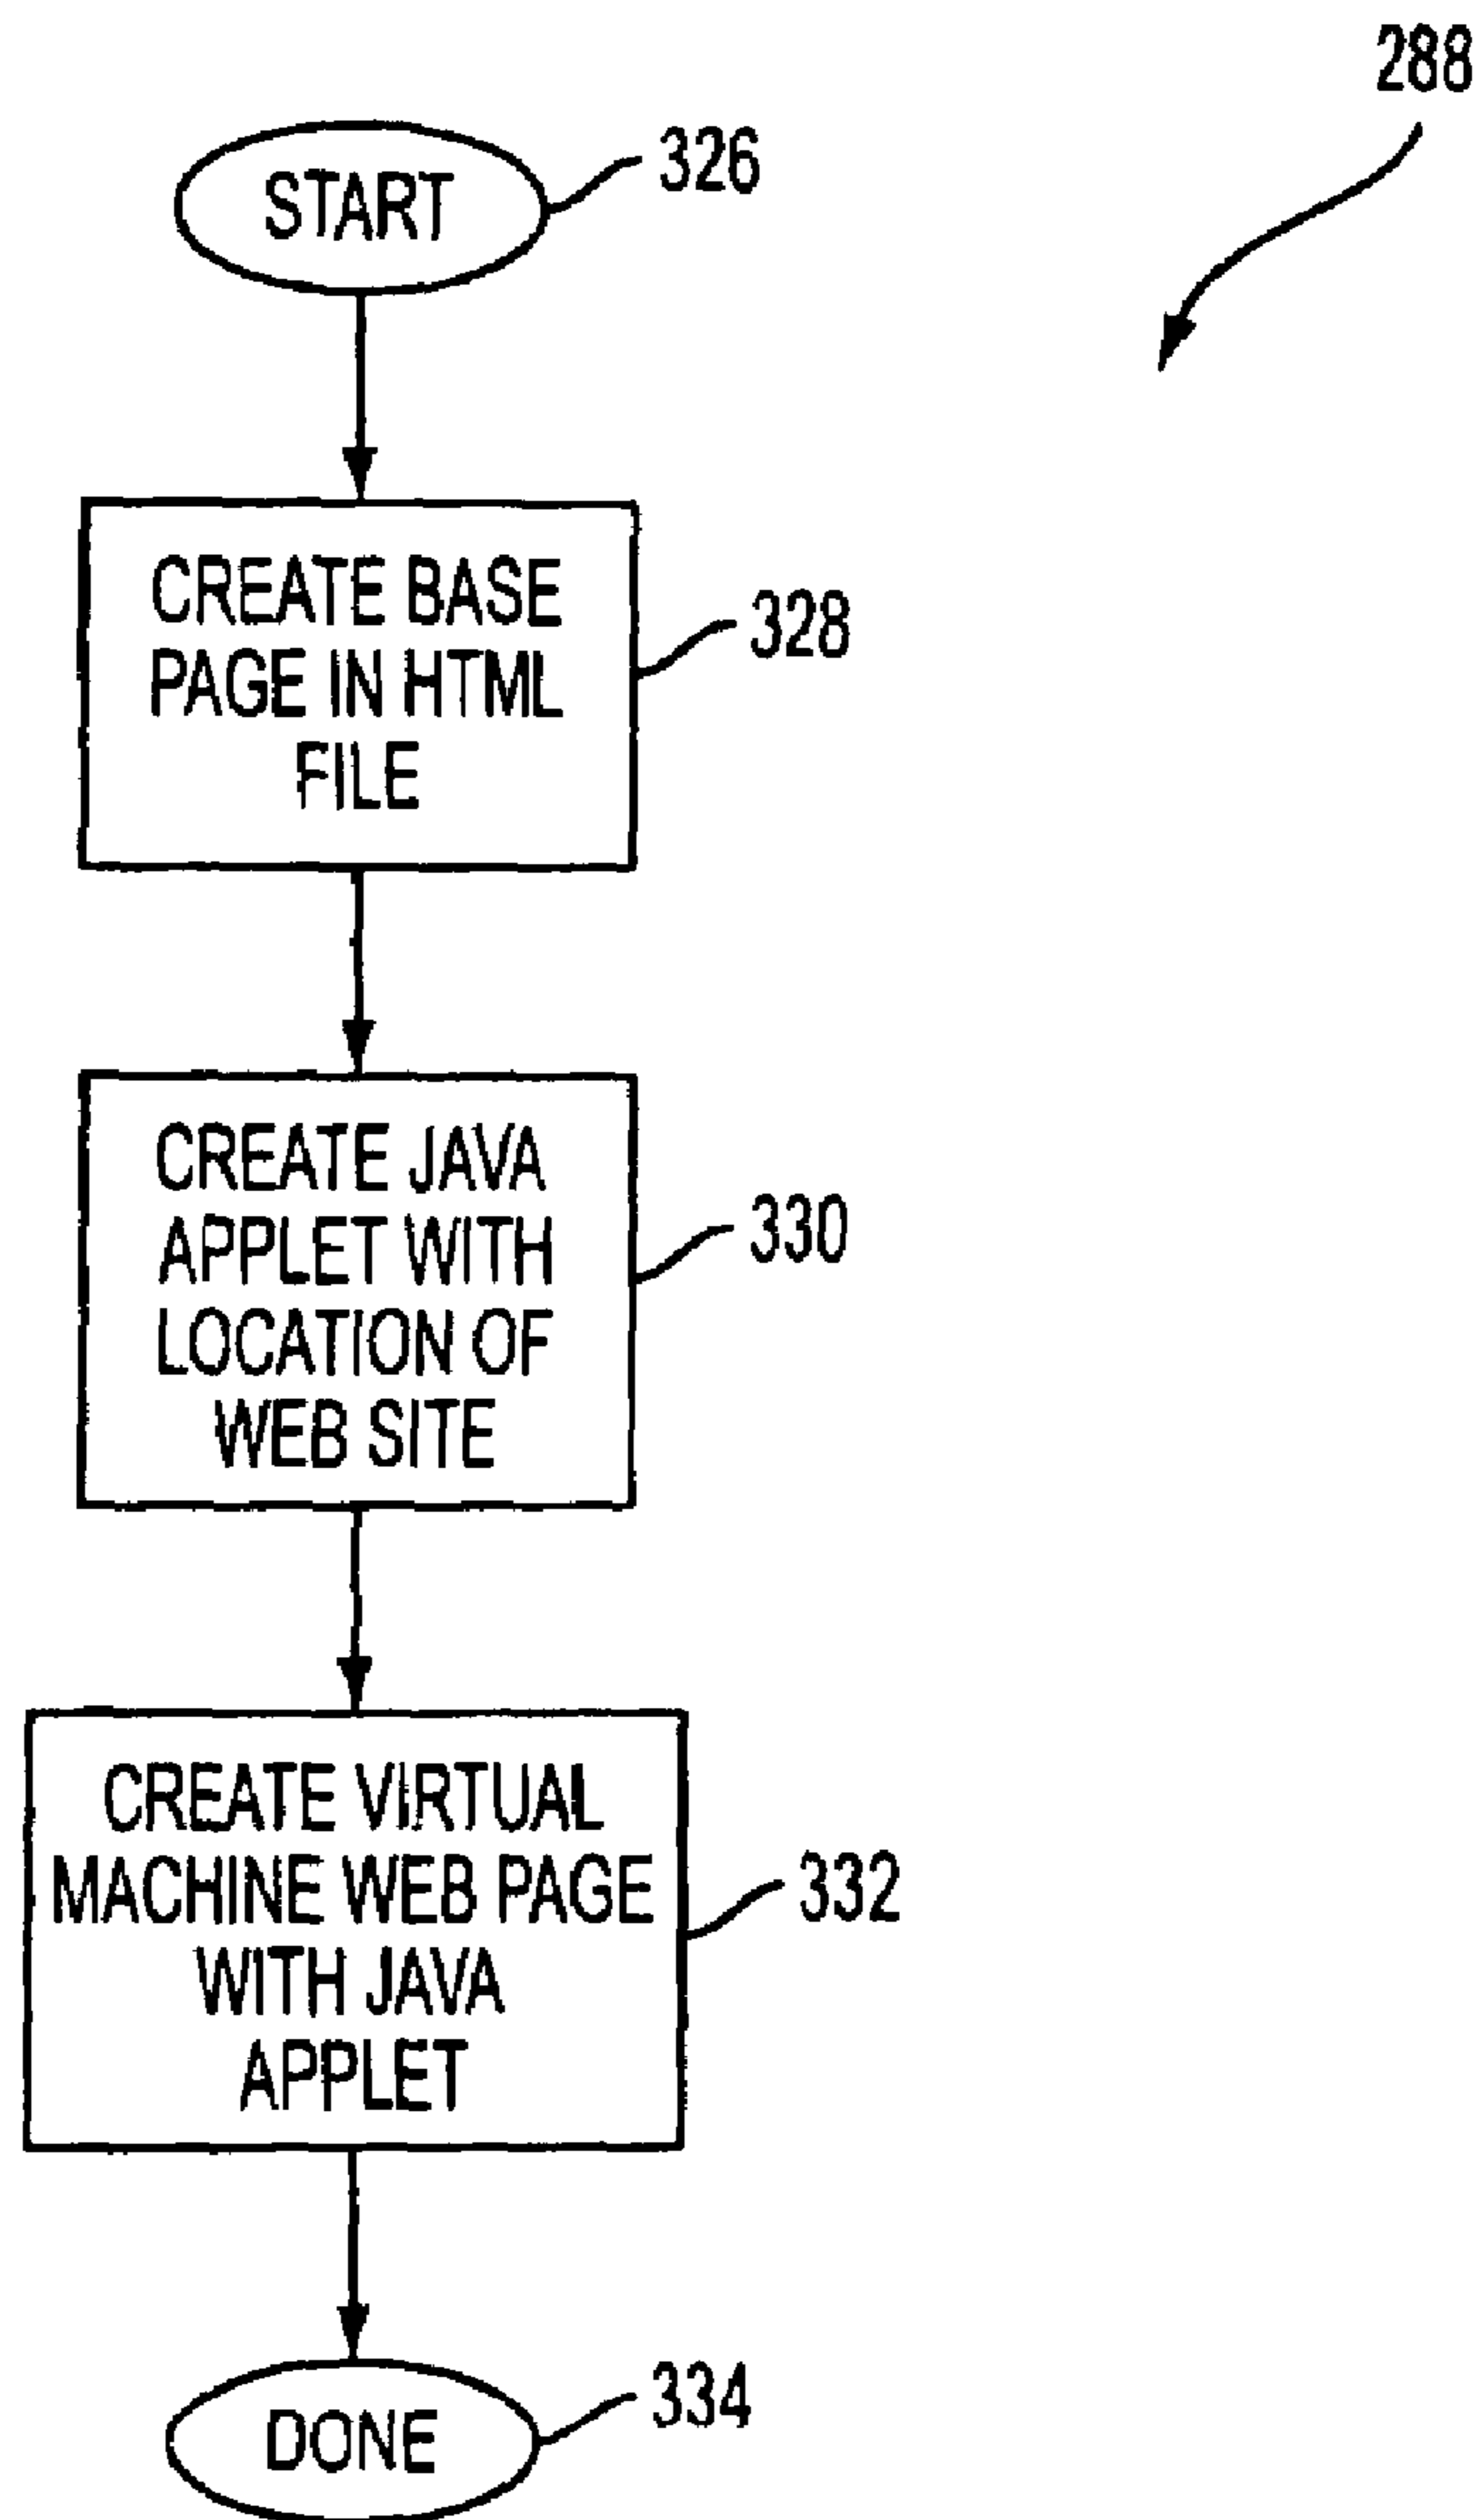 288
START
326
CREATE BASE
PAGE IN HTML
FILE
328
CREATE JAVA
APPLET WITH
LOCATION OF
WEB SITE
330
CREATE VIRTUAL
MACHINE WEB PAGE
WITH JAVA
APPLET
332
DONE
334